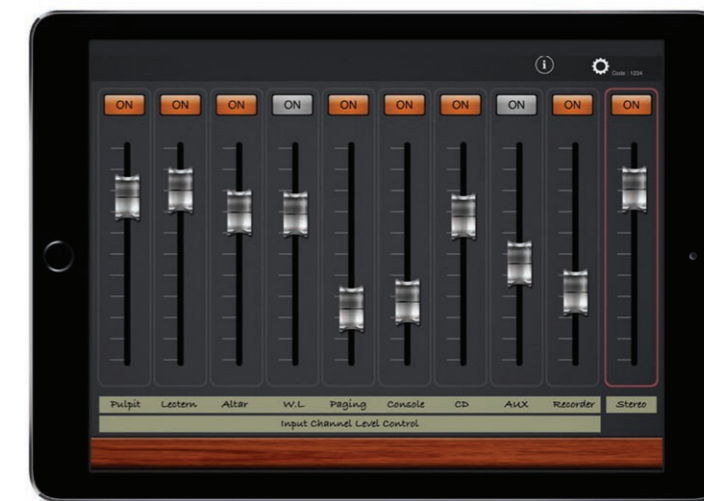 i
Code : 1234
ON ON ON ON ON ON ON ON ON ON
Pulpit Lectern Altar W.L Paging Console CD AUX Recorder Stereo
Input Channel Level Control